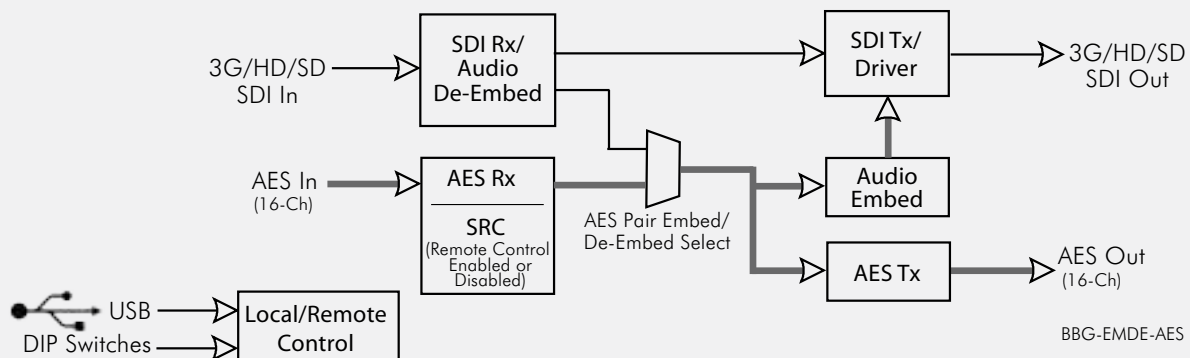 3G/HD/SD
SDI In
SDI Rx/
Audio
De-Embed
SDI Tx/
Driver
3G/HD/SD
SDI Out
AES In
(16-Ch)
AES Rx
SRC
(Remote Control
Enabled or
Disabled)
AES Pair Embed/
De-Embed Select
Audio
Embed
AES Tx
AES Out
(16-Ch)
USB
DIP Switches
Local/Remote
Control
BBG-EMDE-AES